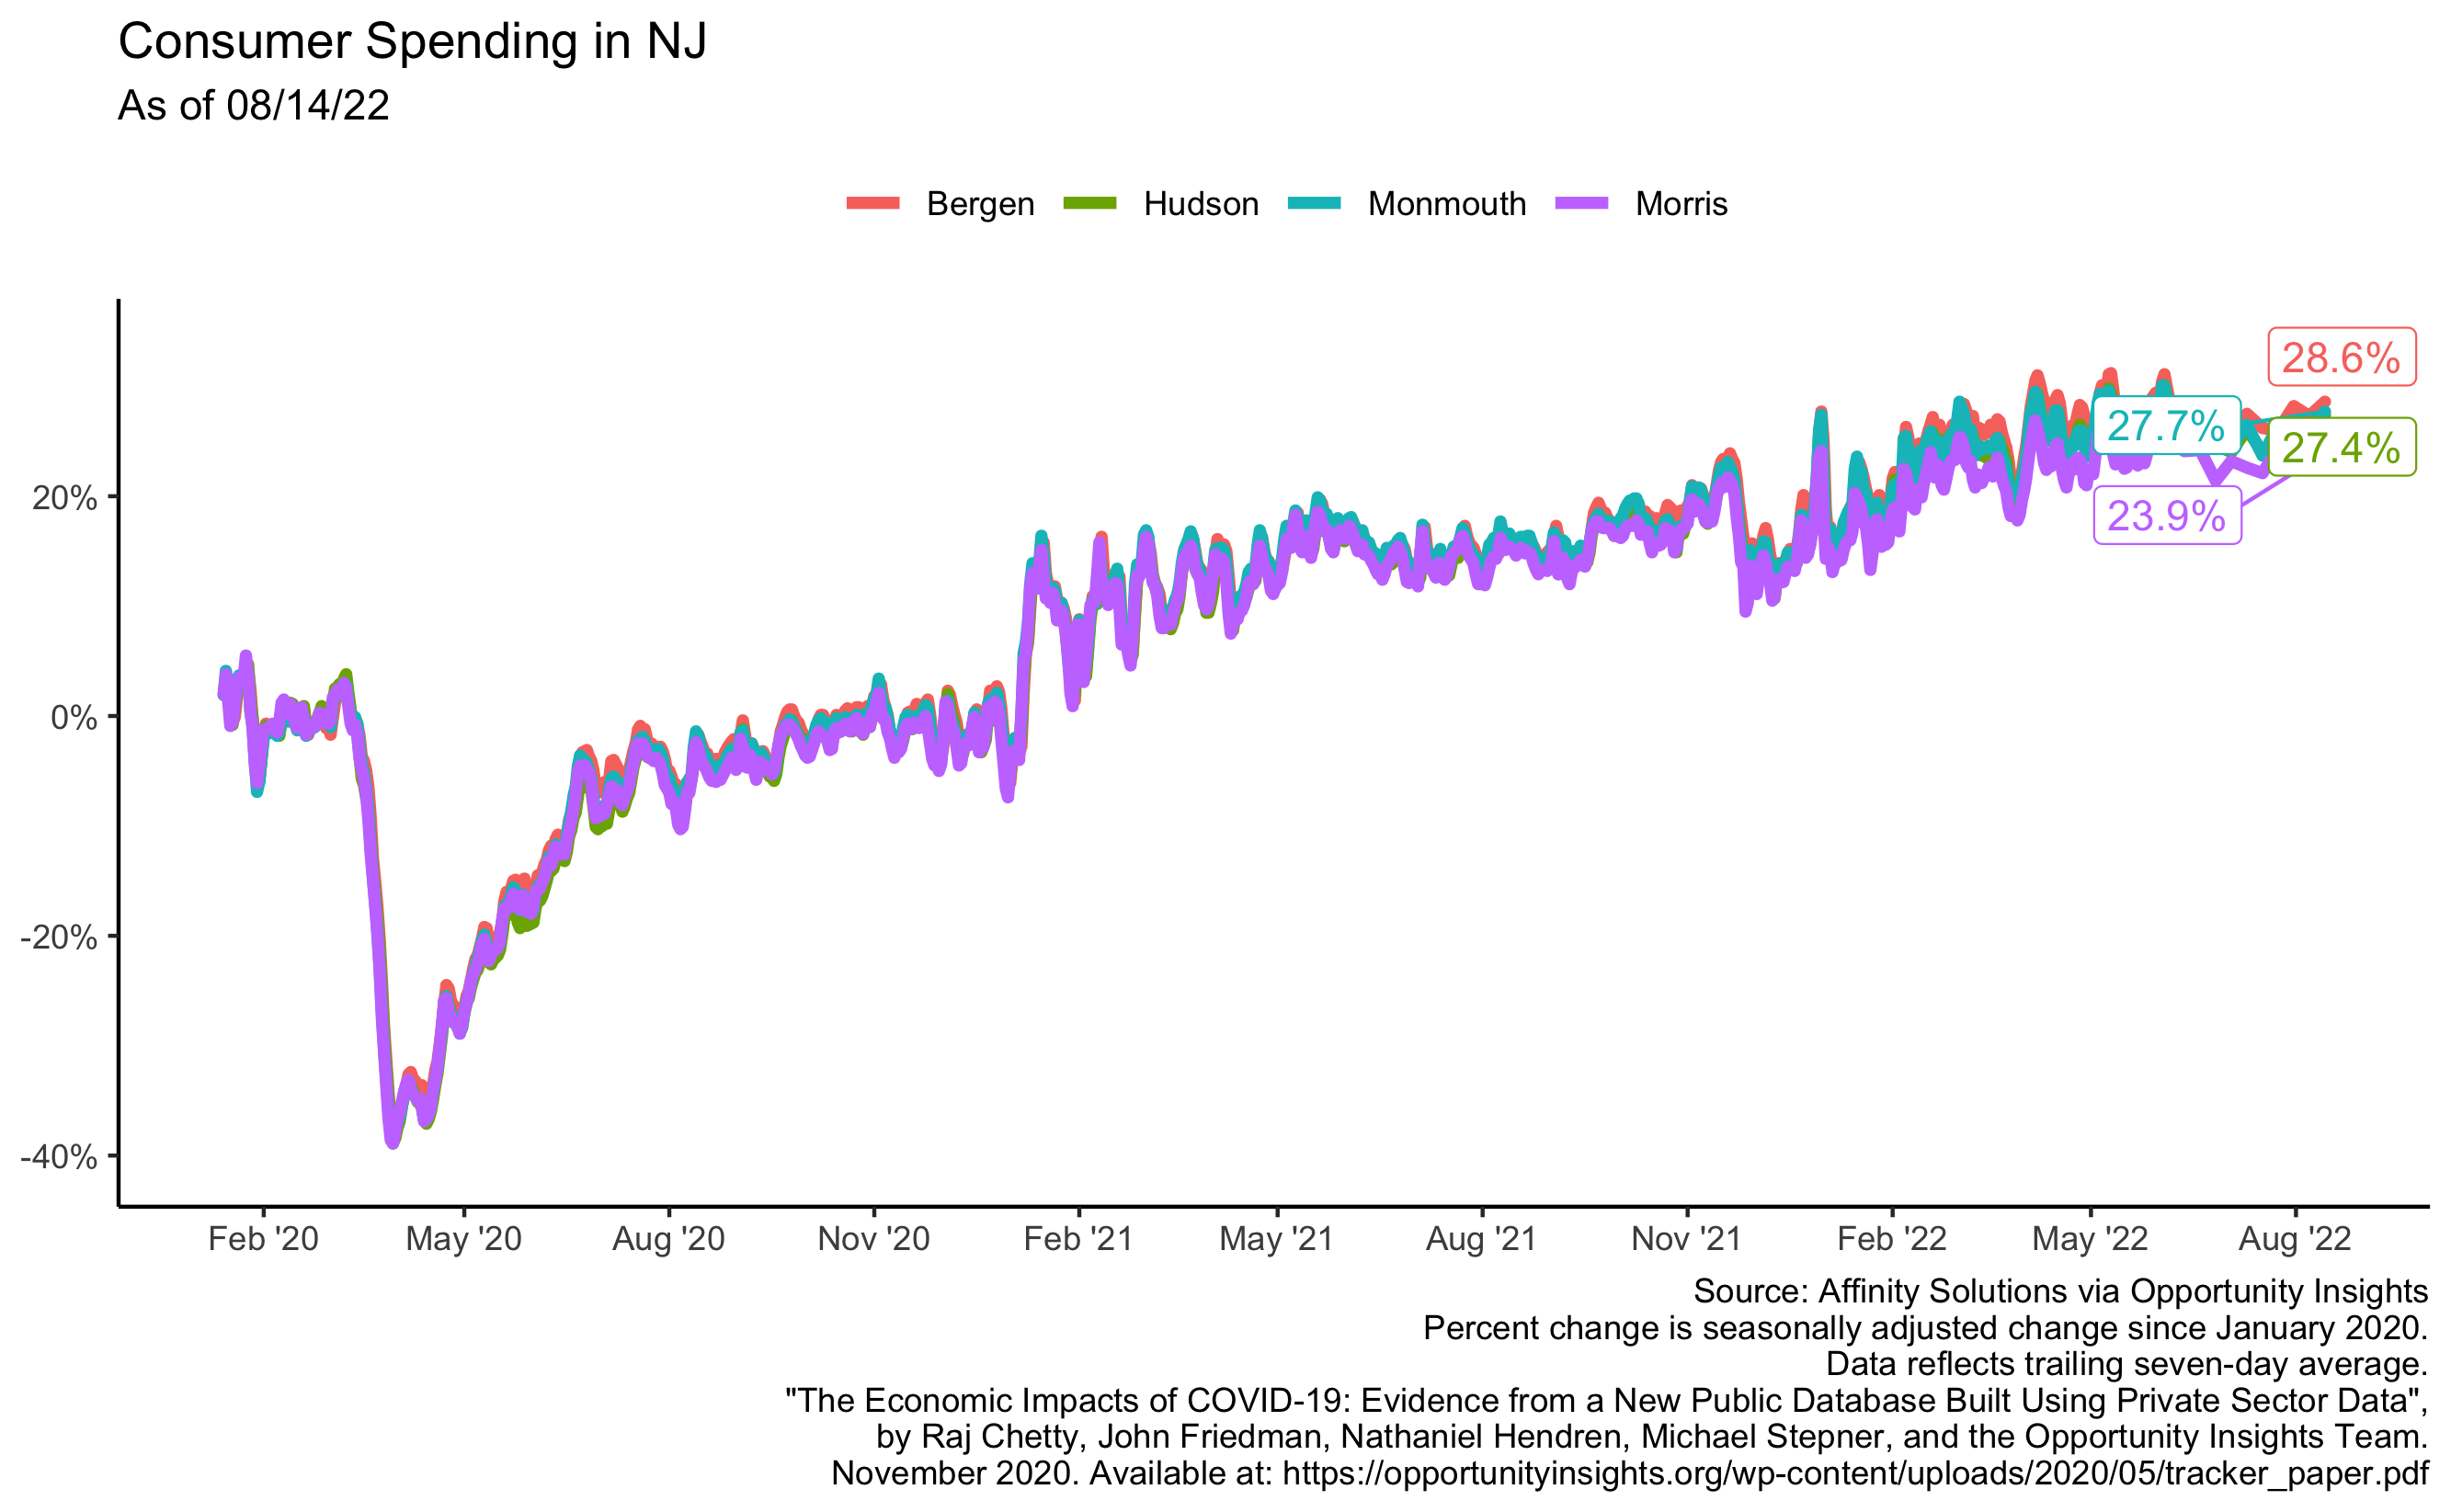 Consumer Spending in NJ
As of 08/14/22
Bergen Hudson Monmouth Morris
28.6%
27.7%
27.4%
23.9%
20%
0%
-20%
-40%
Feb '20 May '20 Aug '20 Nov '20 Feb '21 May '21 Aug '21 Nov '21 Feb '22 May '22 Aug '22
Source: Affinity Solutions via Opportunity Insights
Percent change is seasonally adjusted change since January 2020.
Data reflects trailing seven-day average.
"The Economic Impacts of COVID-19: Evidence from a New Public Database Built Using Private Sector Data",
by Raj Chetty, John Friedman, Nathaniel Hendren, Michael Stepner, and the Opportunity Insights Team.
November 2020. Available at: https://opportunityinsights.org/wp-content/uploads/2020/05/tracker_paper.pdf